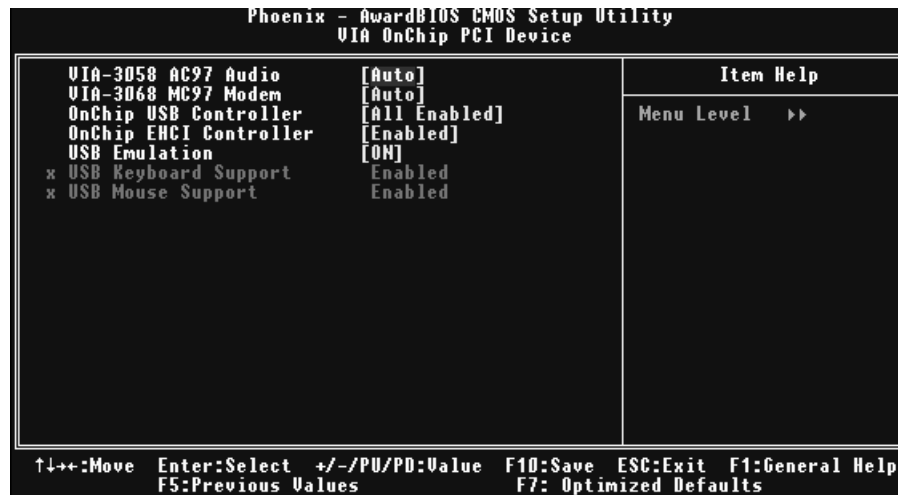 Phoenix - AwardBIOS CMOS Setup Utility
VIA OnChip PCI Device
VIA-3058 AC97 Audio [Auto]
VIA-3068 MC97 Modem [Auto]
OnChip USB Controller [All Enabled]
OnChip EHCI Controller [Enabled]
USB Emulation [ON]
x USB Keyboard Support Enabled
x USB Mouse Support Enabled
Item Help
Menu Level ▸▸
↑↓→←:Move Enter:Select +/-/PU/PD:Value F10:Save ESC:Exit F1:General Help
F5:Previous Values F7: Optimized Defaults